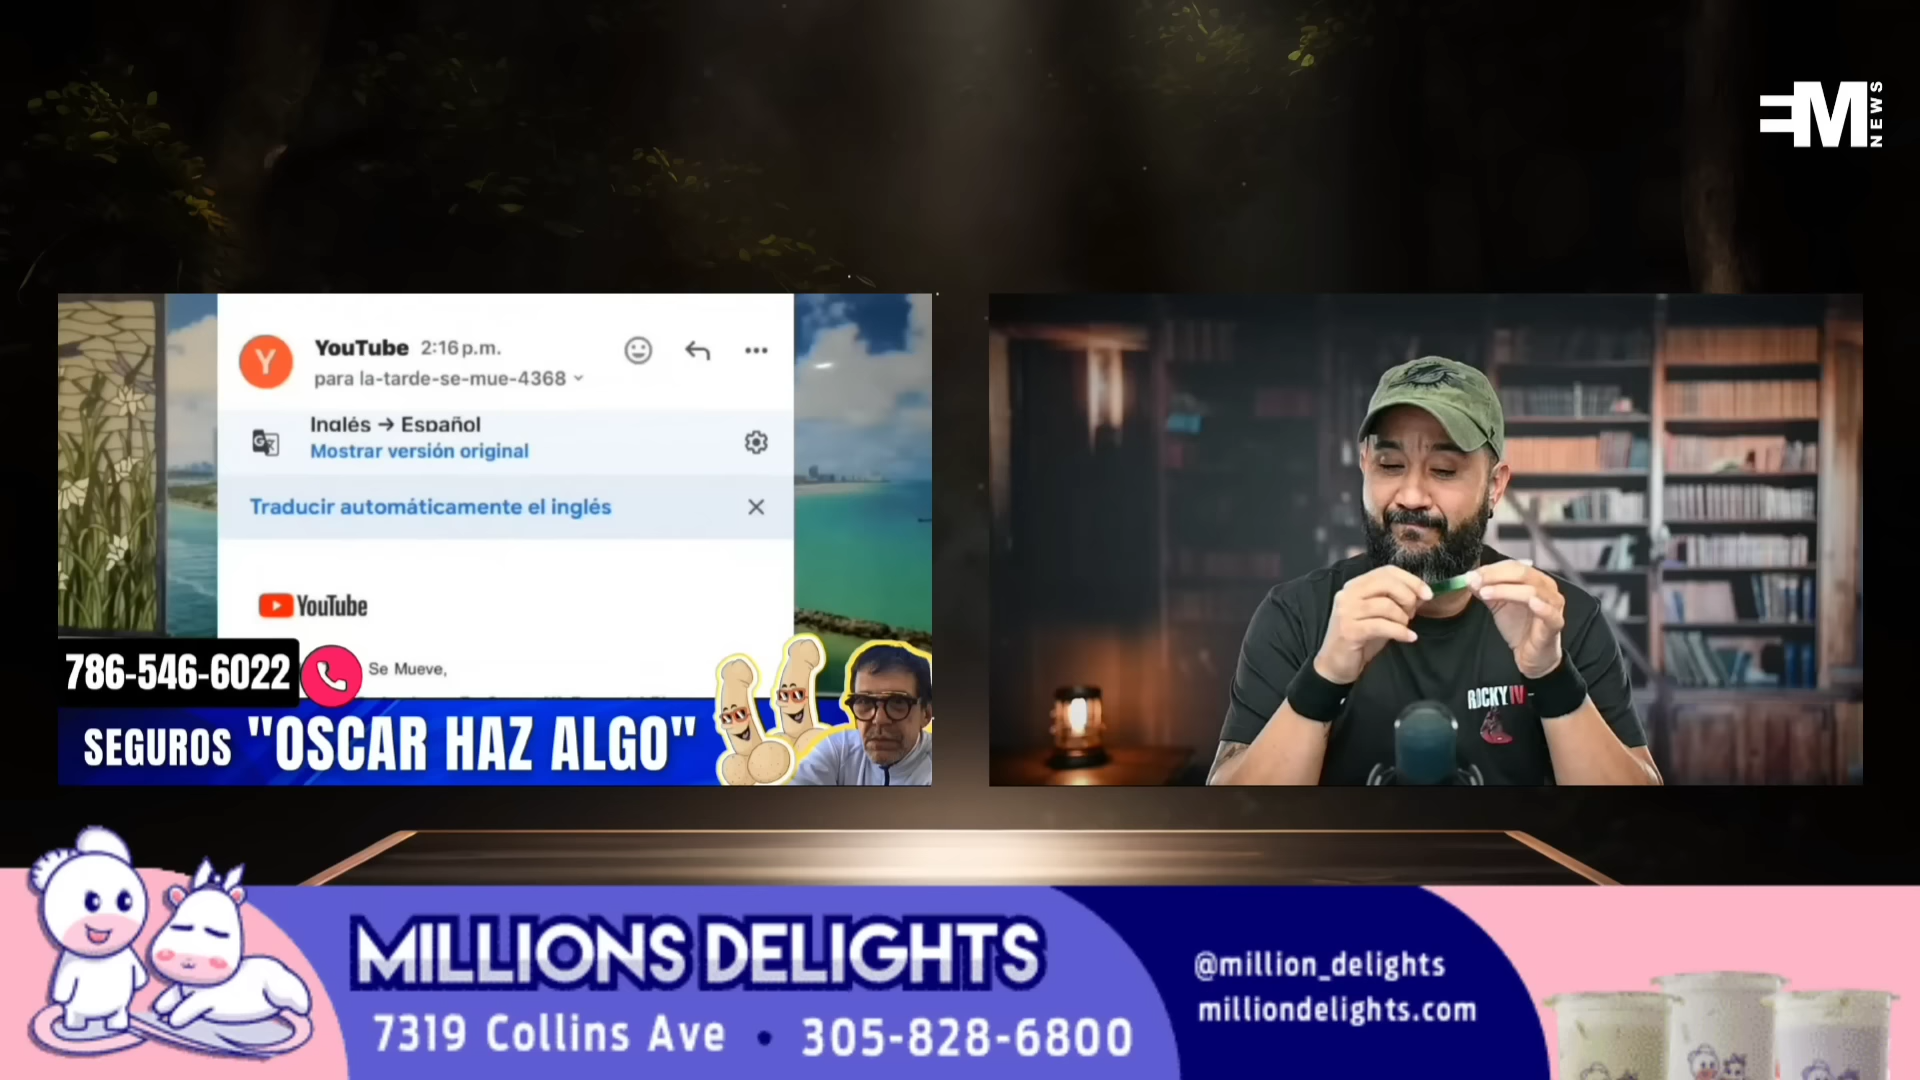 EM NEWS
YouTube 2:16 p.m.
para la-tarde-se-mue-4368
Inglés → Español
Mostrar versión original
Traducir automáticamente el inglés
YouTube
Se Mueve,
786-546-6022
SEGUROS "OSCAR HAZ ALGO"
ROCKY IV
MILLIONS DELIGHTS
7319 Collins Ave • 305-828-6800
@million_delights
milliondelights.com